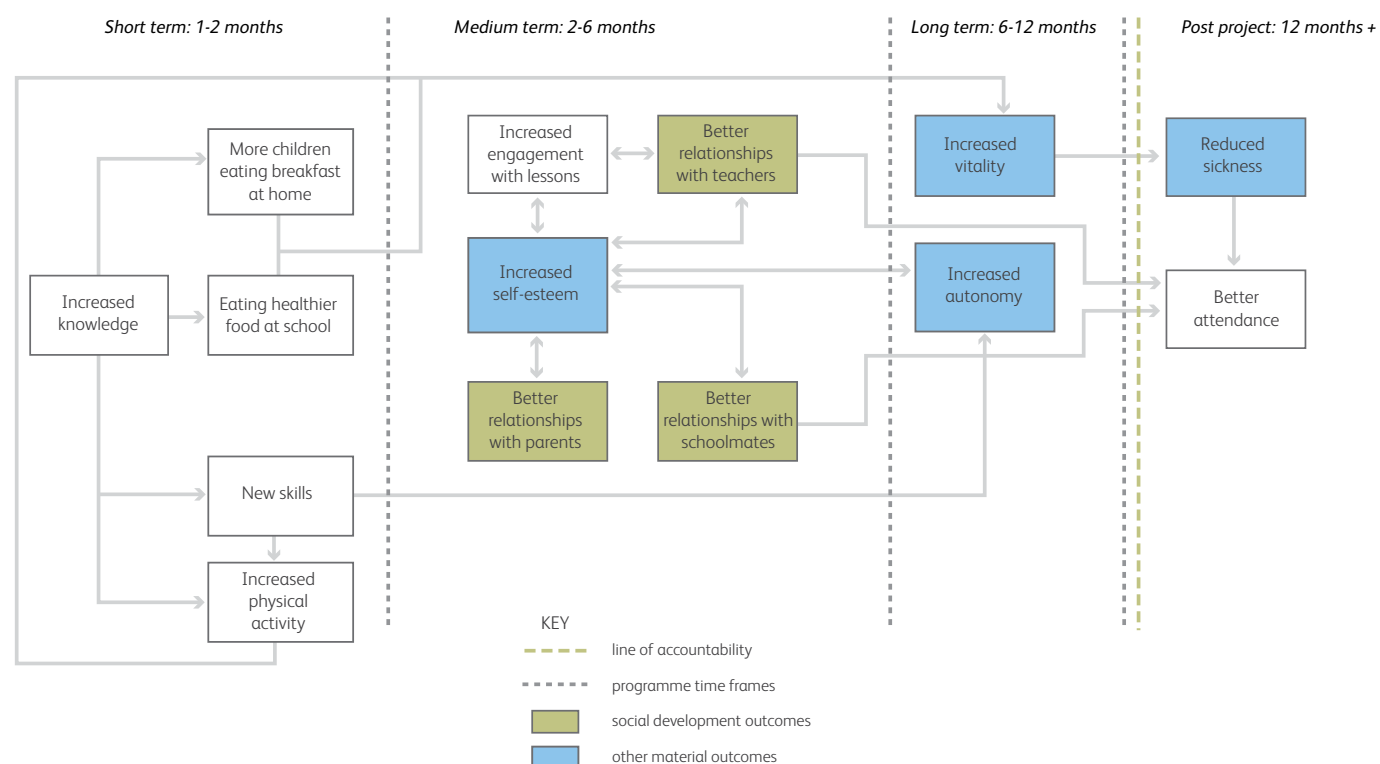 Short term: 1-2 months
Medium term: 2-6 months
Long term: 6-12 months
Post project: 12 months +
More children
eating breakfast
at home
Increased
knowledge
Eating healthier
food at school
New skills
Increased
physical
activity
Increased
engagement
with lessons
Better
relationships
with teachers
Increased
self-esteem
Better
relationships
with parents
Better
relationships with
schoolmates
Increased
vitality
Increased
autonomy
Reduced
sickness
Better
attendance
KEY
line of accountability
programme time frames
social development outcomes
other material outcomes